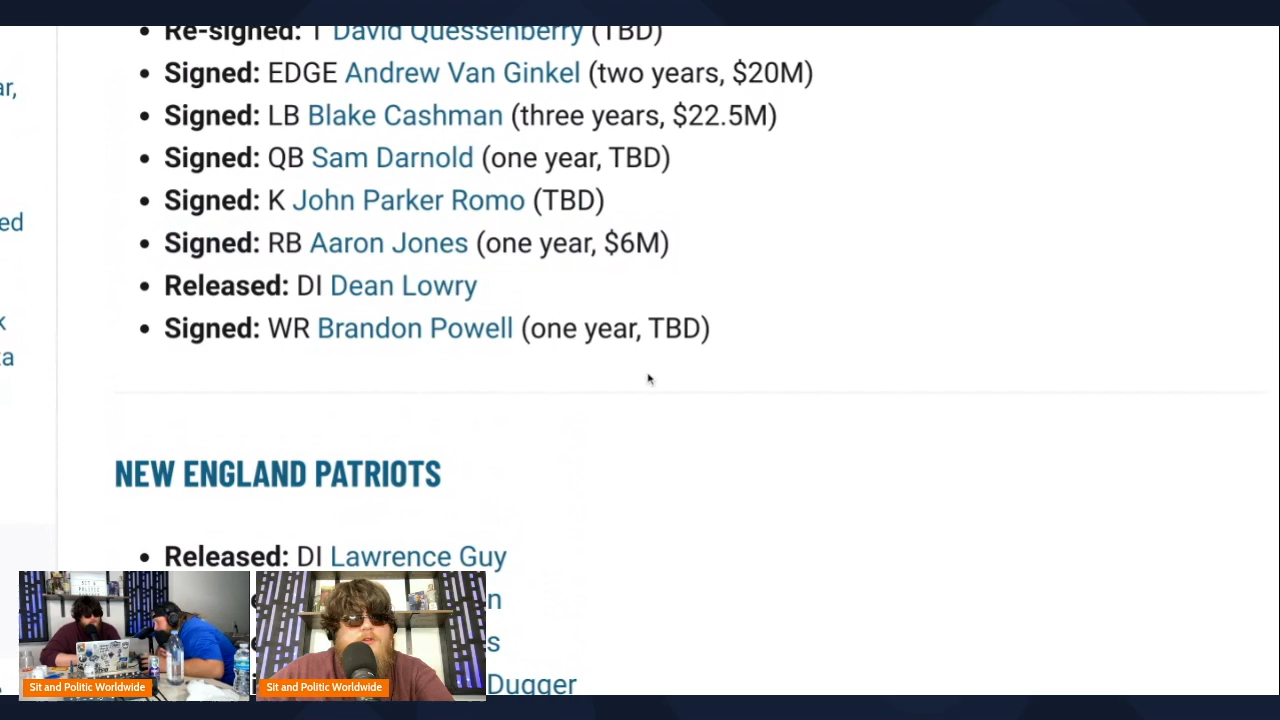 ar,
ed
k
ta
Re-signed: T David Quessenberry (TBD)
Signed: EDGE Andrew Van Ginkel (two years, $20M)
Signed: LB Blake Cashman (three years, $22.5M)
Signed: QB Sam Darnold (one year, TBD)
Signed: K John Parker Romo (TBD)
Signed: RB Aaron Jones (one year, $6M)
Released: DI Dean Lowry
Signed: WR Brandon Powell (one year, TBD)
NEW ENGLAND PATRIOTS
Released: DI Lawrence Guy
n
s
Dugger
Sit and Politic Worldwide
Sit and Politic Worldwide